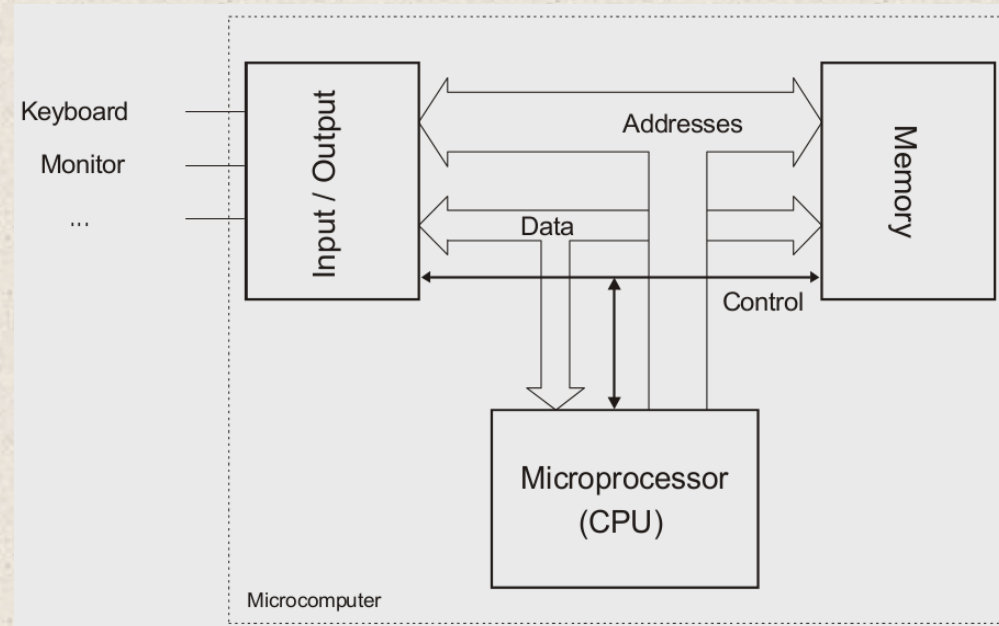 Keyboard
Monitor
...
Input / Output
Addresses
Data
Control
Memory
Microprocessor
(CPU)
Microcomputer